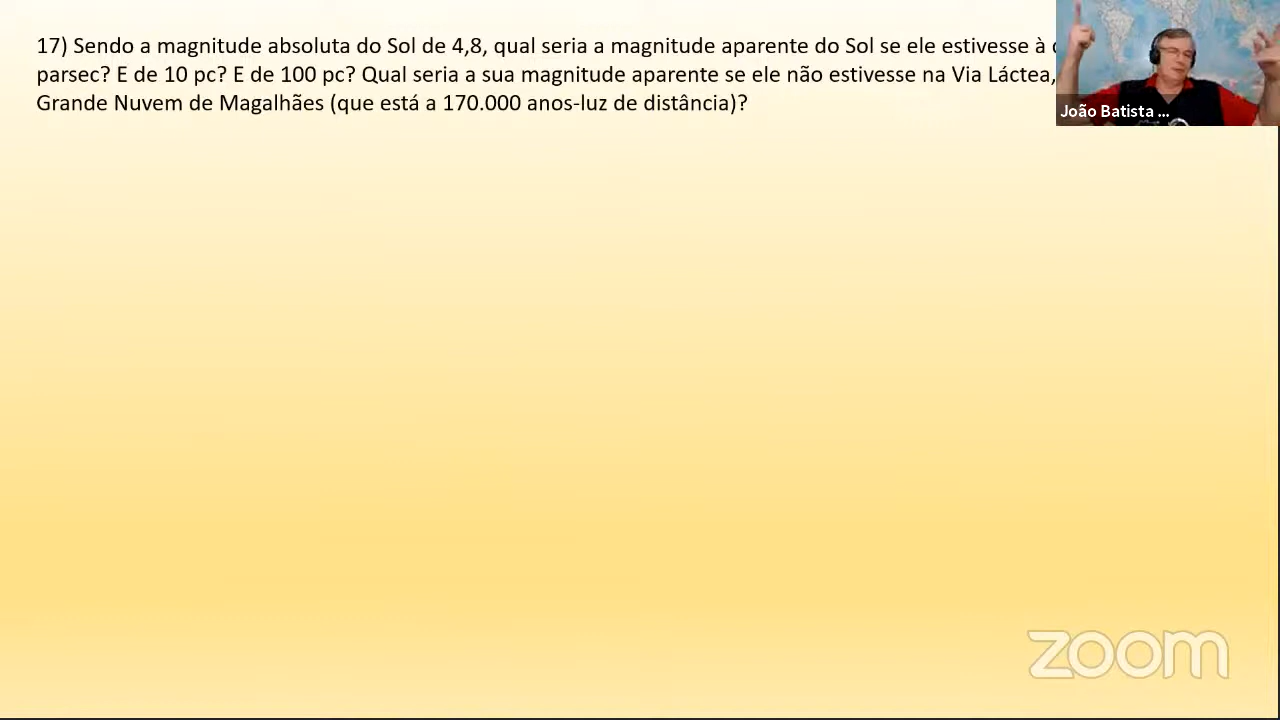 17) Sendo a magnitude absoluta do Sol de 4,8, qual seria a magnitude aparente do Sol se ele estivesse à
parsec? E de 10 pc? E de 100 pc? Qual seria a sua magnitude aparente se ele não estivesse na Via Láctea,
Grande Nuvem de Magalhães (que está a 170.000 anos-luz de distância)?
João Batista ...
zoom